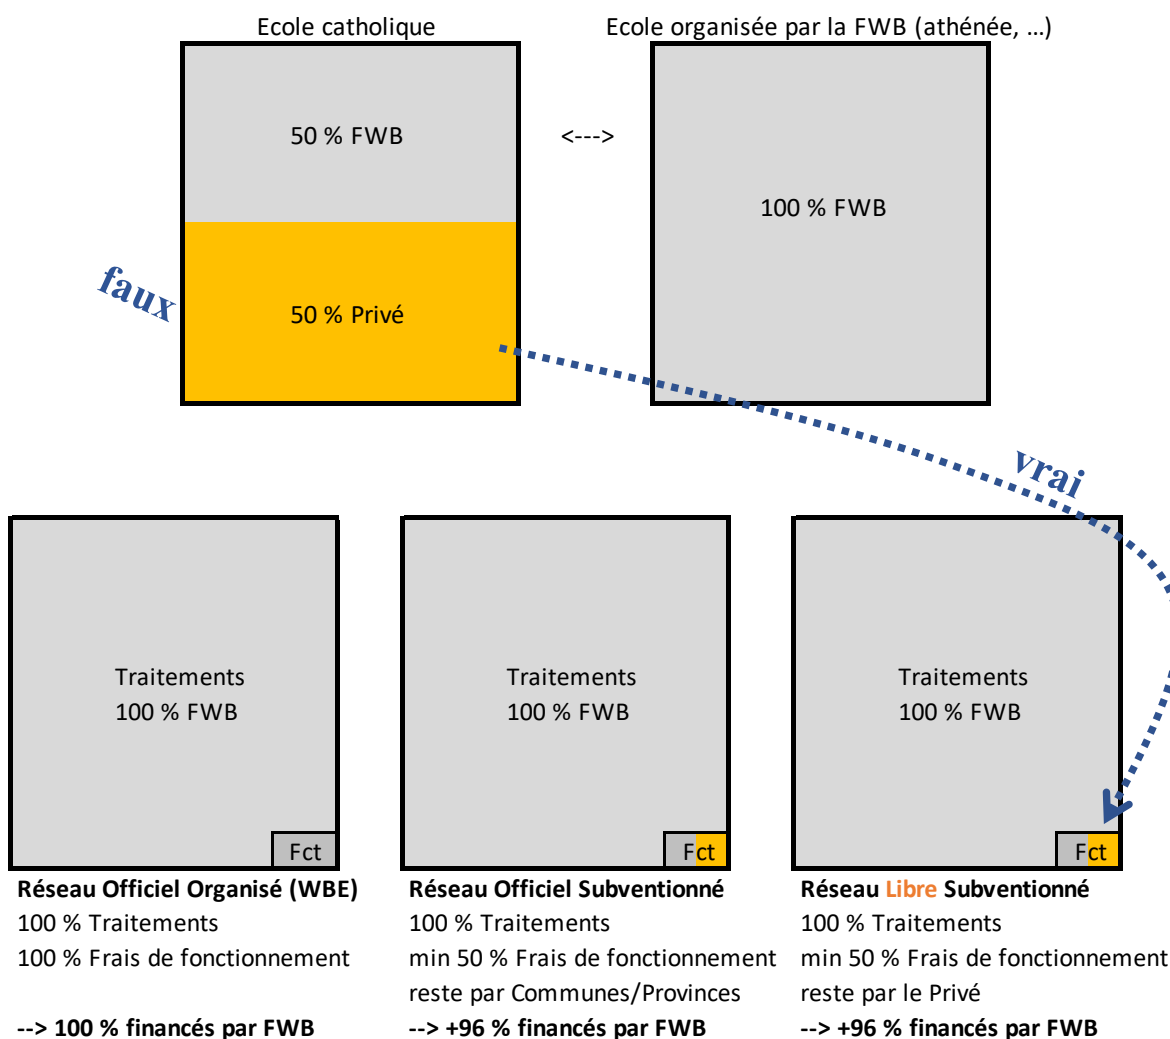 Ecole catholique
Ecole organisée par la FWB (athénée, ...)
50 % FWB
<--->
100 % FWB
faux
50 % Privé
vrai
Traitements
100 % FWB
Fct
Traitements
100 % FWB
Fct
Traitements
100 % FWB
Fct
Réseau Officiel Organisé (WBE)
100 % Traitements
100 % Frais de fonctionnement
--> 100 % financés par FWB
Réseau Officiel Subventionné
100 % Traitements
min 50 % Frais de fonctionnement
reste par Communes/Provinces
--> +96 % financés par FWB
Réseau Libre Subventionné
100 % Traitements
min 50 % Frais de fonctionnement
reste par le Privé
--> +96 % financés par FWB